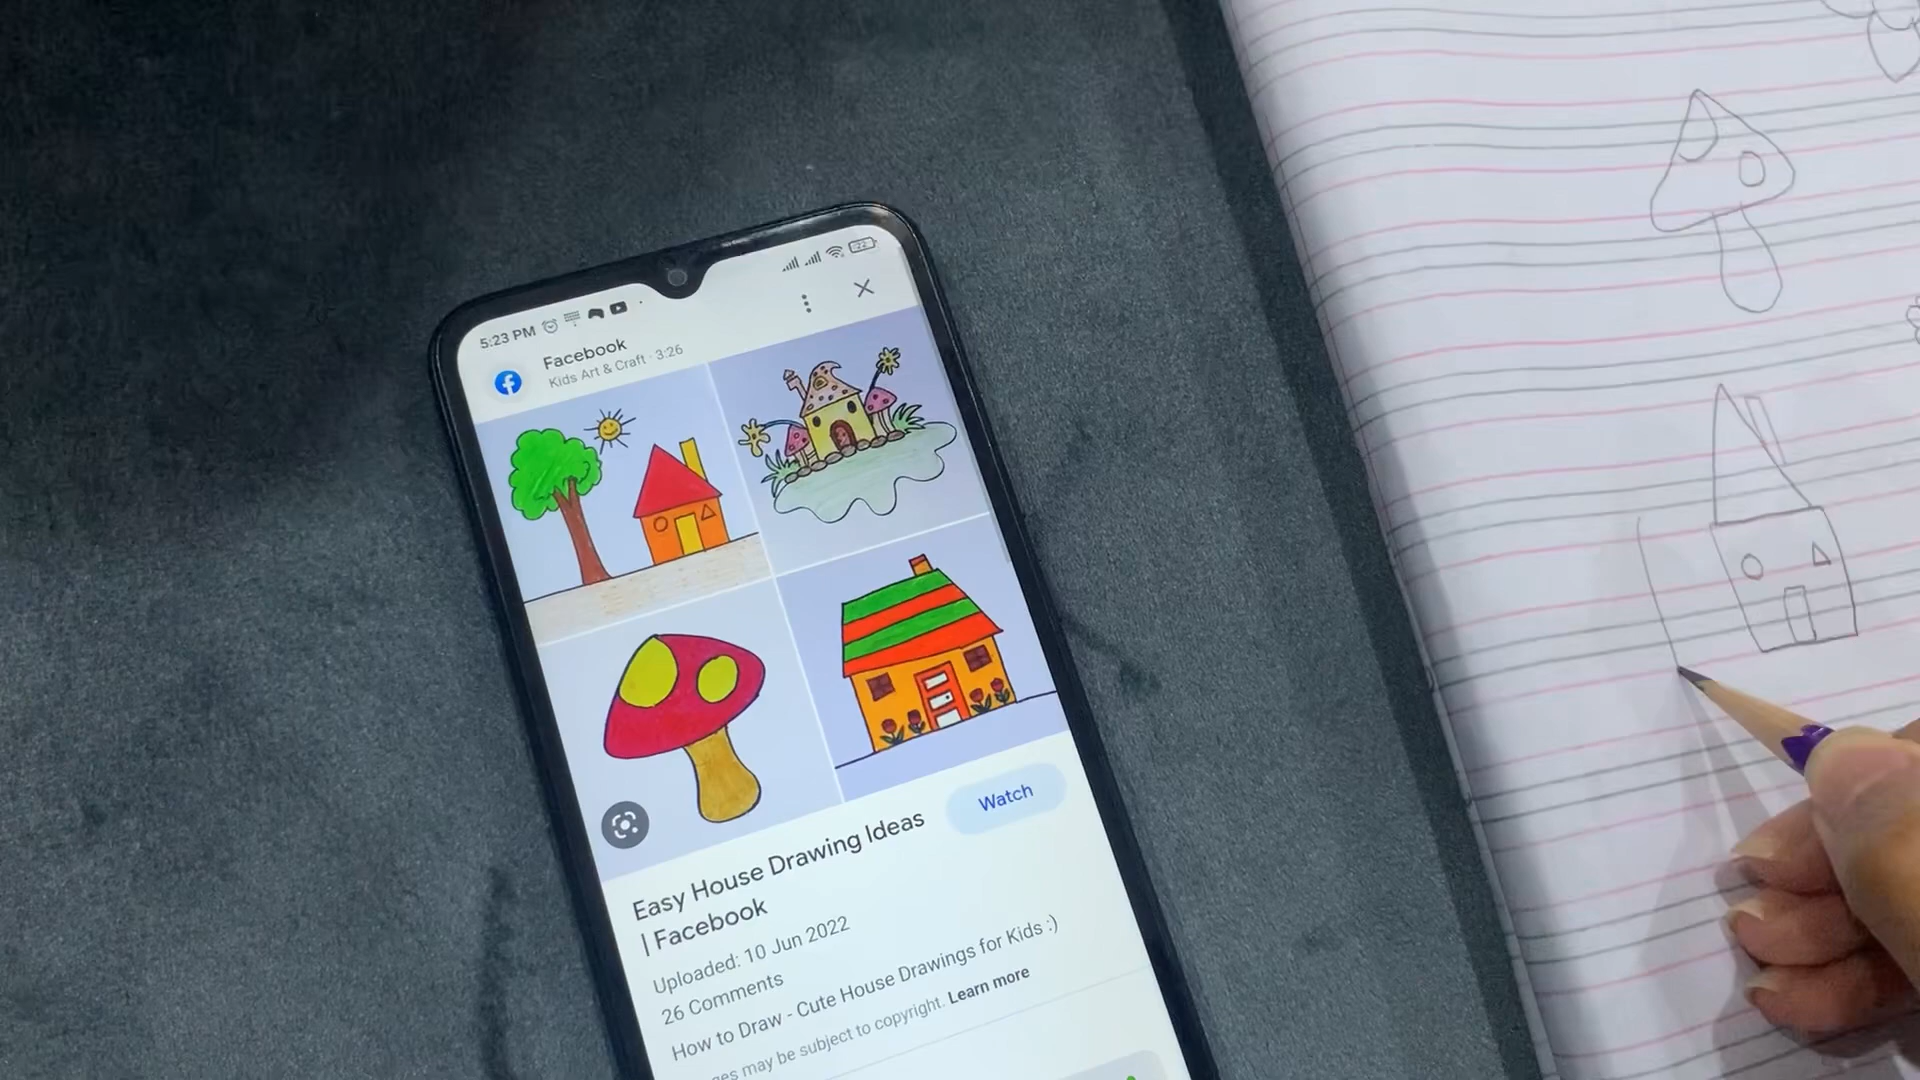 5:23 PM
22
Facebook
Kids Art & Craft · 3:26
Watch
Easy House Drawing Ideas
| Facebook
Uploaded: 10 Jun 2022
26 Comments
How to Draw - Cute House Drawings for Kids :)
may be subject to copyright. Learn more